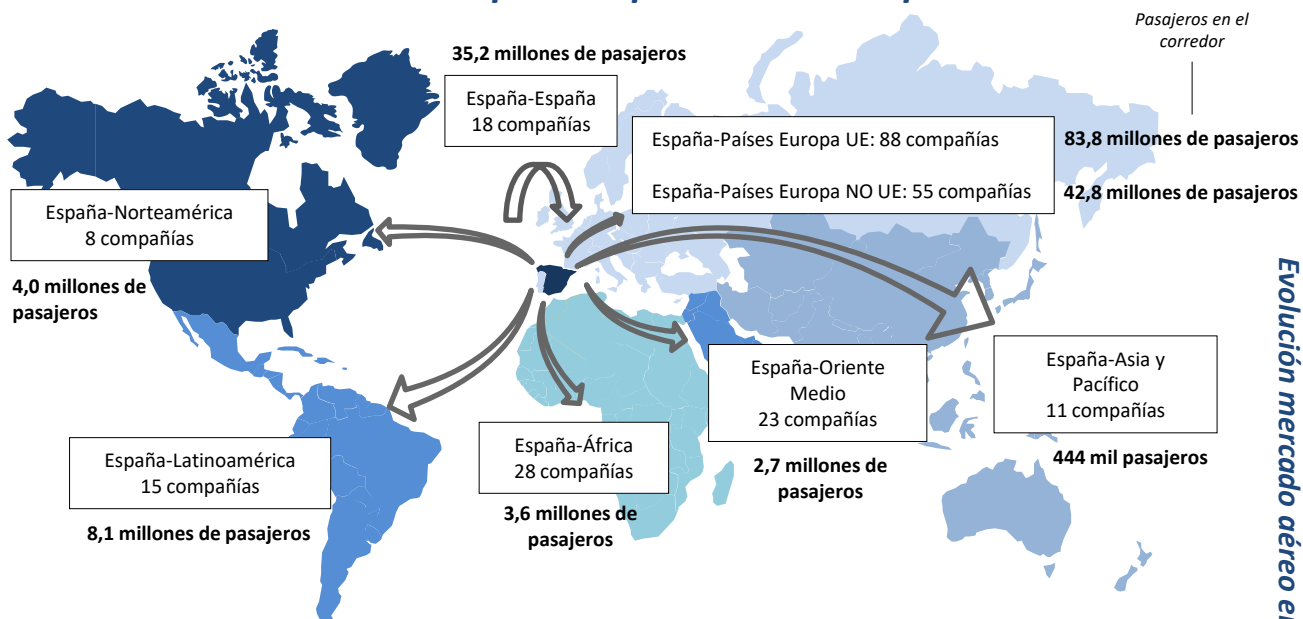 Pasajeros en el
corredor
35,2 millones de pasajeros
España-España
18 compañías
España-Países Europa UE: 88 compañías
83,8 millones de pasajeros
España-Países Europa NO UE: 55 compañías
42,8 millones de pasajeros
España-Norteamérica
8 compañías
4,0 millones de
pasajeros
España-Oriente
Medio
23 compañías
2,7 millones de
pasajeros
España-Asia y
Pacífico
11 compañías
444 mil pasajeros
España-África
28 compañías
3,6 millones de
pasajeros
España-Latinoamérica
15 compañías
8,1 millones de pasajeros
Evolución mercado aéreo